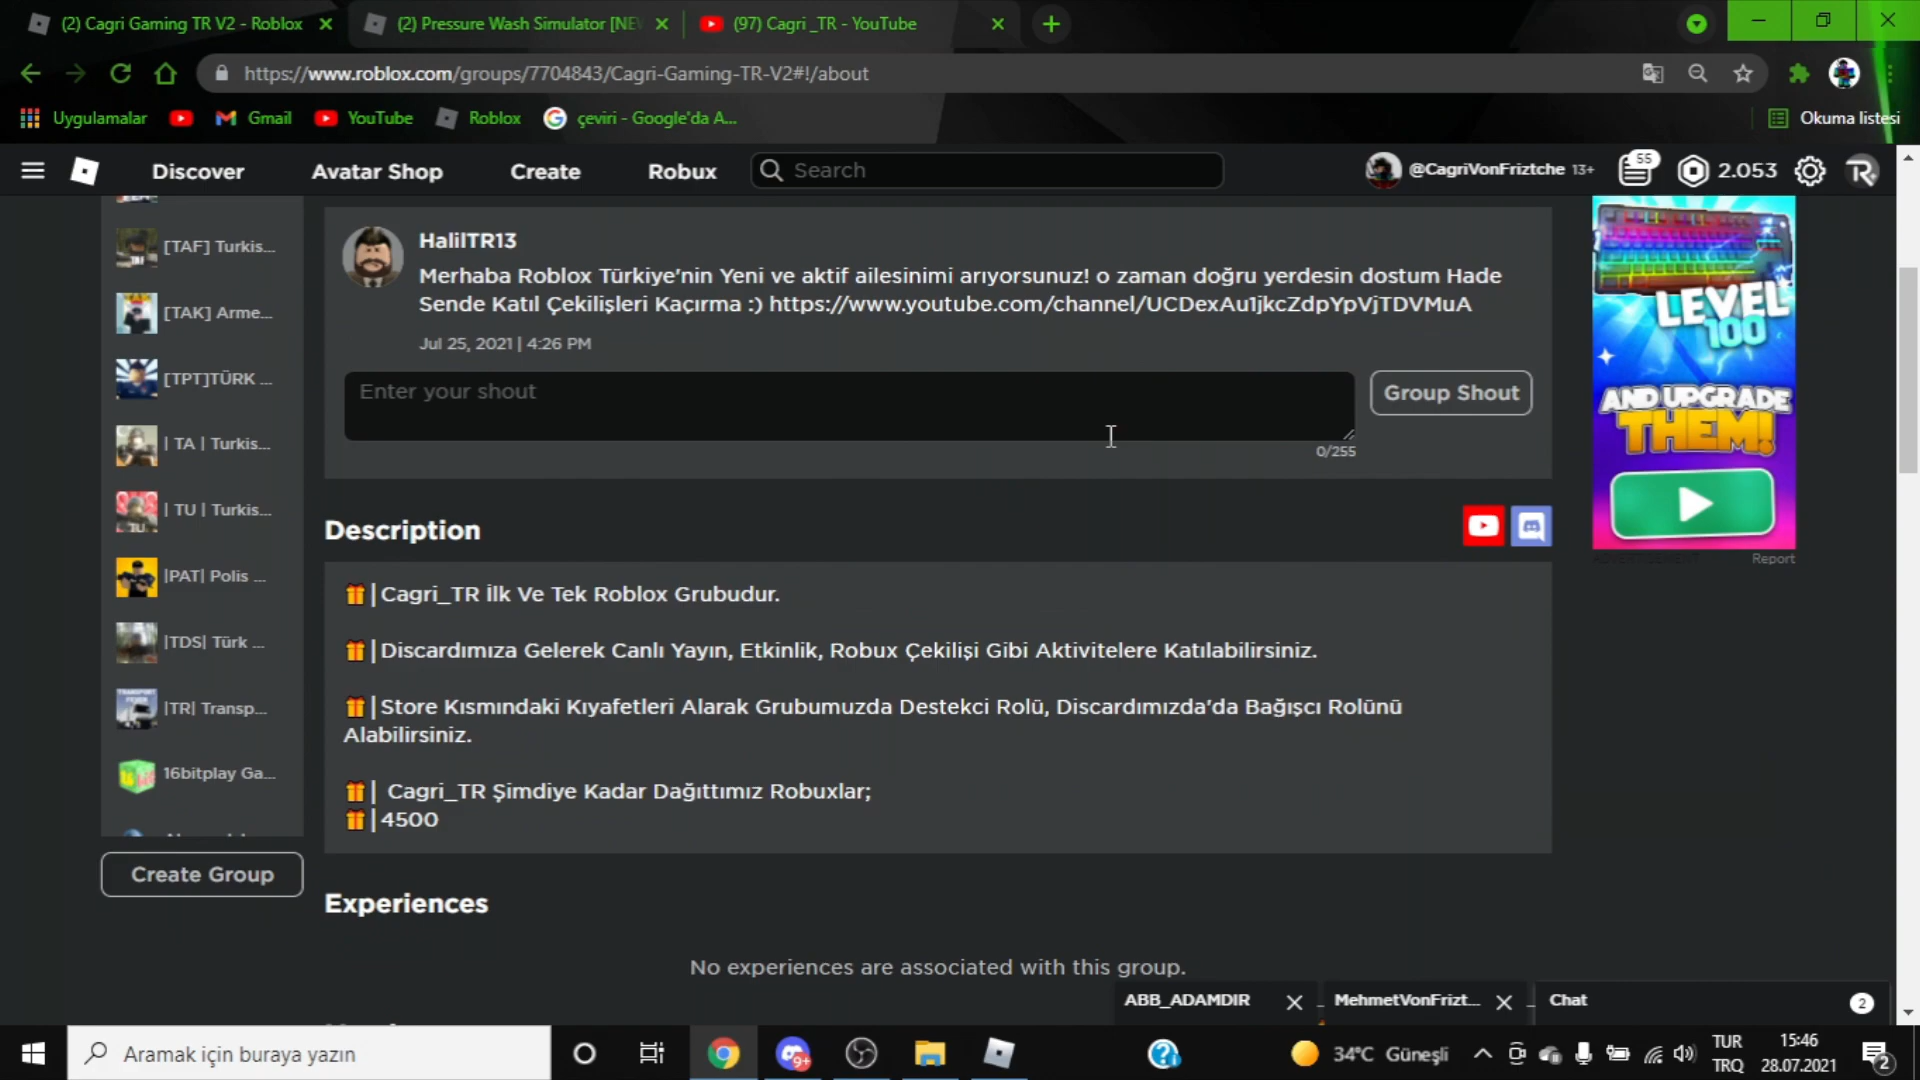 (2) Cagri Gaming TR V2 - Roblox
(2) Pressure Wash Simulator [NE
(97) Cagri _TR - YouTube
https://www.roblox.com/groups/7704843/Cagri-Gaming-TR-V2#!/about
Uygulamalar
Gmail
YouTube
Roblox
çeviri - Google'da A...
Okuma listesi
Discover
Avatar Shop
Create
Robux
Search
@CagriVonFriztche 13+
55
2.053
[TAF] Turkis...
[TAK] Arme...
[TPT]TÜRK ...
| TA | Turkis...
| TU | Turkis...
|PAT| Polis ...
|TDS| Türk ...
|TR| Transp...
16bitplay Ga...
Create Group
HalilTR13
Merhaba Roblox Türkiye'nin Yeni ve aktif ailesinimi arıyorsunuz! o zaman doğru yerdesin dostum Hade
Sende Katıl Çekilişleri Kaçırma :) https://www.youtube.com/channel/UCDexAu1jkcZdpYpVjTDVMuA
Jul 25, 2021 | 4:26 PM
Enter your shout
Group Shout
0/255
Description
🎁|Cagri_TR İlk Ve Tek Roblox Grubudur.
🎁|Discardımıza Gelerek Canlı Yayın, Etkinlik, Robux Çekilişi Gibi Aktivitelere Katılabilirsiniz.
🎁|Store Kısmındaki Kıyafetleri Alarak Grubumuzda Destekci Rolü, Discardımızda'da Bağışcı Rolünü
Alabilirsiniz.
🎁| Cagri_TR Şimdiye Kadar Dağıttımız Robuxlar;
🎁|4500
Experiences
No experiences are associated with this group.
LEVEL
100
AND UPGRADE
THEM!
Report
ABB_ADAMDIR
MehmetVonFrizt...
Chat
2
Aramak için buraya yazın
9+
34°C Güneşli
TUR
TRQ
15:46
28.07.2021
2